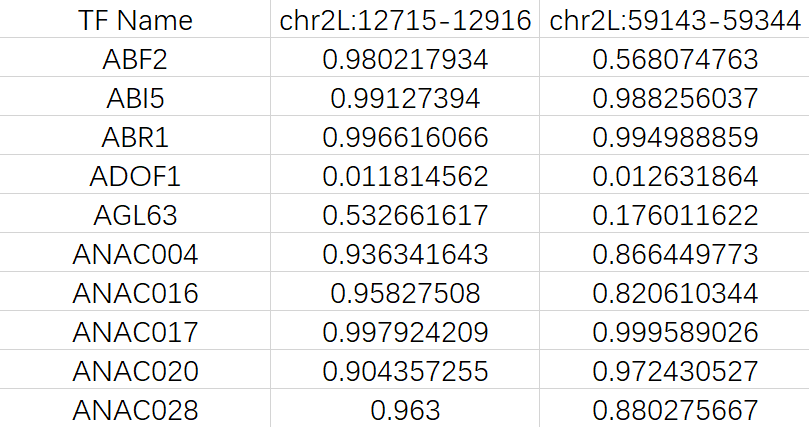 TF Name chr2L:12715-12916 chr2L:59143-59344
ABF2 0.980217934 0.568074763
ABI5 0.99127394 0.988256037
ABR1 0.996616066 0.994988859
ADOF1 0.011814562 0.012631864
AGL63 0.532661617 0.176011622
ANAC004 0.936341643 0.866449773
ANAC016 0.95827508 0.820610344
ANAC017 0.997924209 0.999589026
ANAC020 0.904357255 0.972430527
ANAC028 0.963 0.880275667